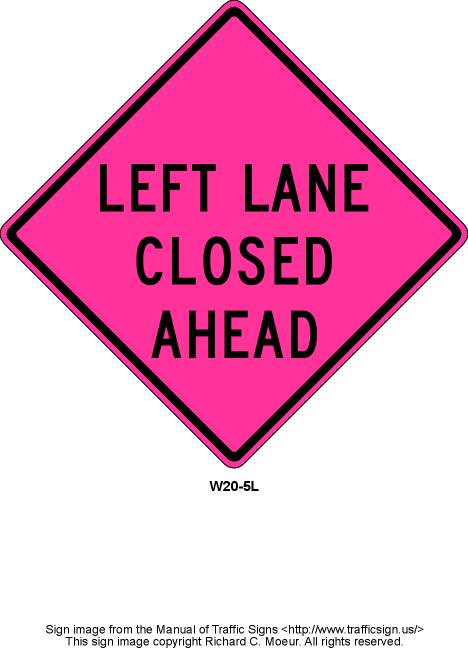 LEFT LANE
CLOSED
AHEAD
W20-5L
Sign image from the Manual of Traffic Signs <http://www.trafficsign.us/>
This sign image copyright Richard C. Moeur. All rights reserved.